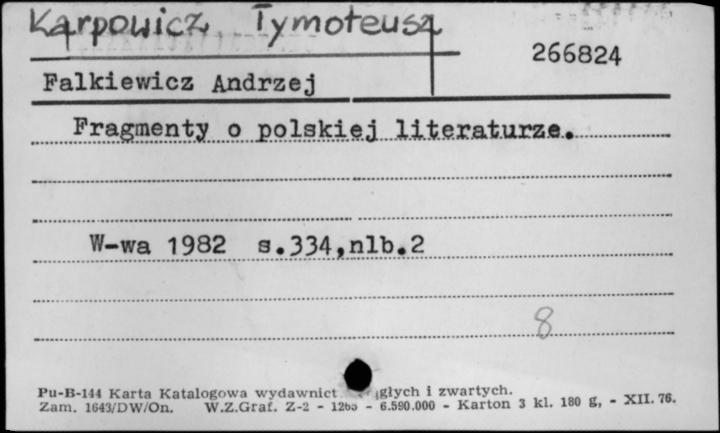 Karpowicz, Tymoteusz
266824
Falkiewicz Andrzej
Fragmenty o polskiej literaturze.
W-wa 1982 s.334,nlb.2
8
Pu-B-144 Karta Katalogowa wydawnict głych i zwartych.
Zam. 1643/DW/On. W.Z.Graf. Z-2 - 1265 - 6.590.000 - Karton 3 kl. 180 g, - XII. 76.